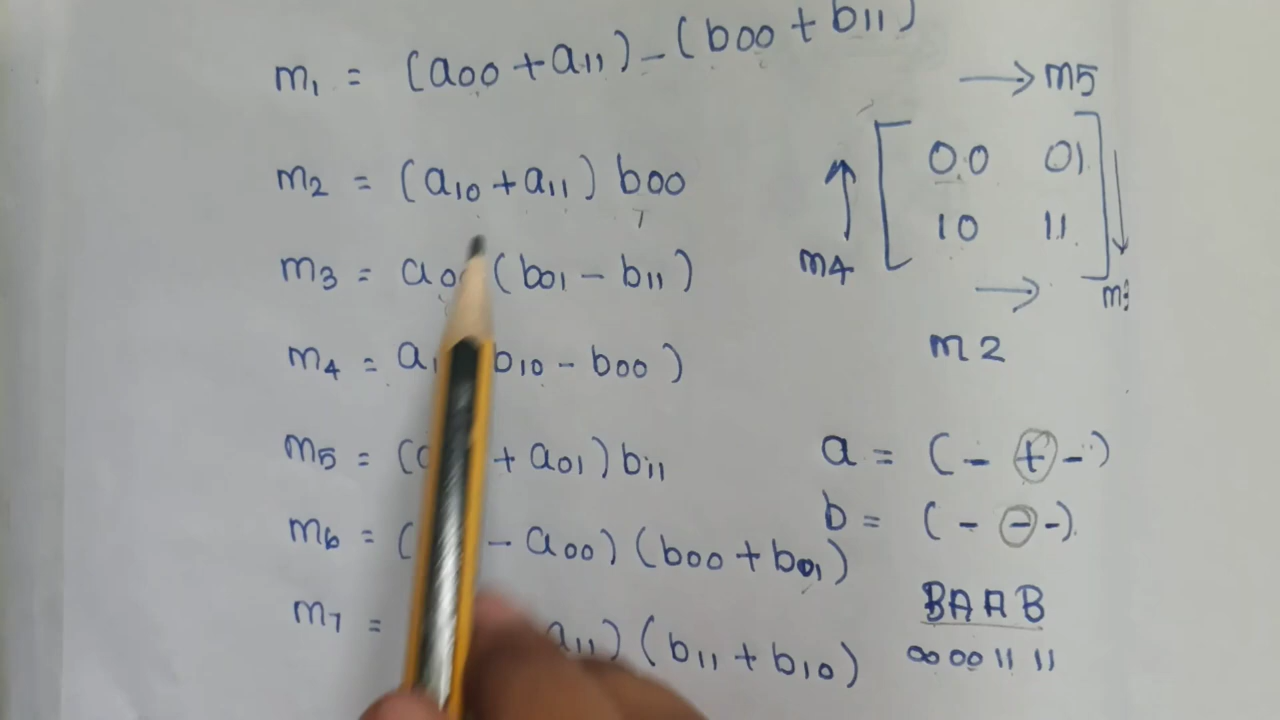 m1 = (a00 + a11) - (b00 + b11)
m2 = (a10 + a11) b00
m3 = a00 (b01 - b11)
m4 = a1 b10 - b00)
m5 = ( + a01) b11
m6 = ( - a00) (b00 + b01)
m7 = a11) (b11 + b10)
→ m5
00 01
10 11
m4
→
m2
a = (- + -)
b = (- - -)
BAAB
00 00 11 11